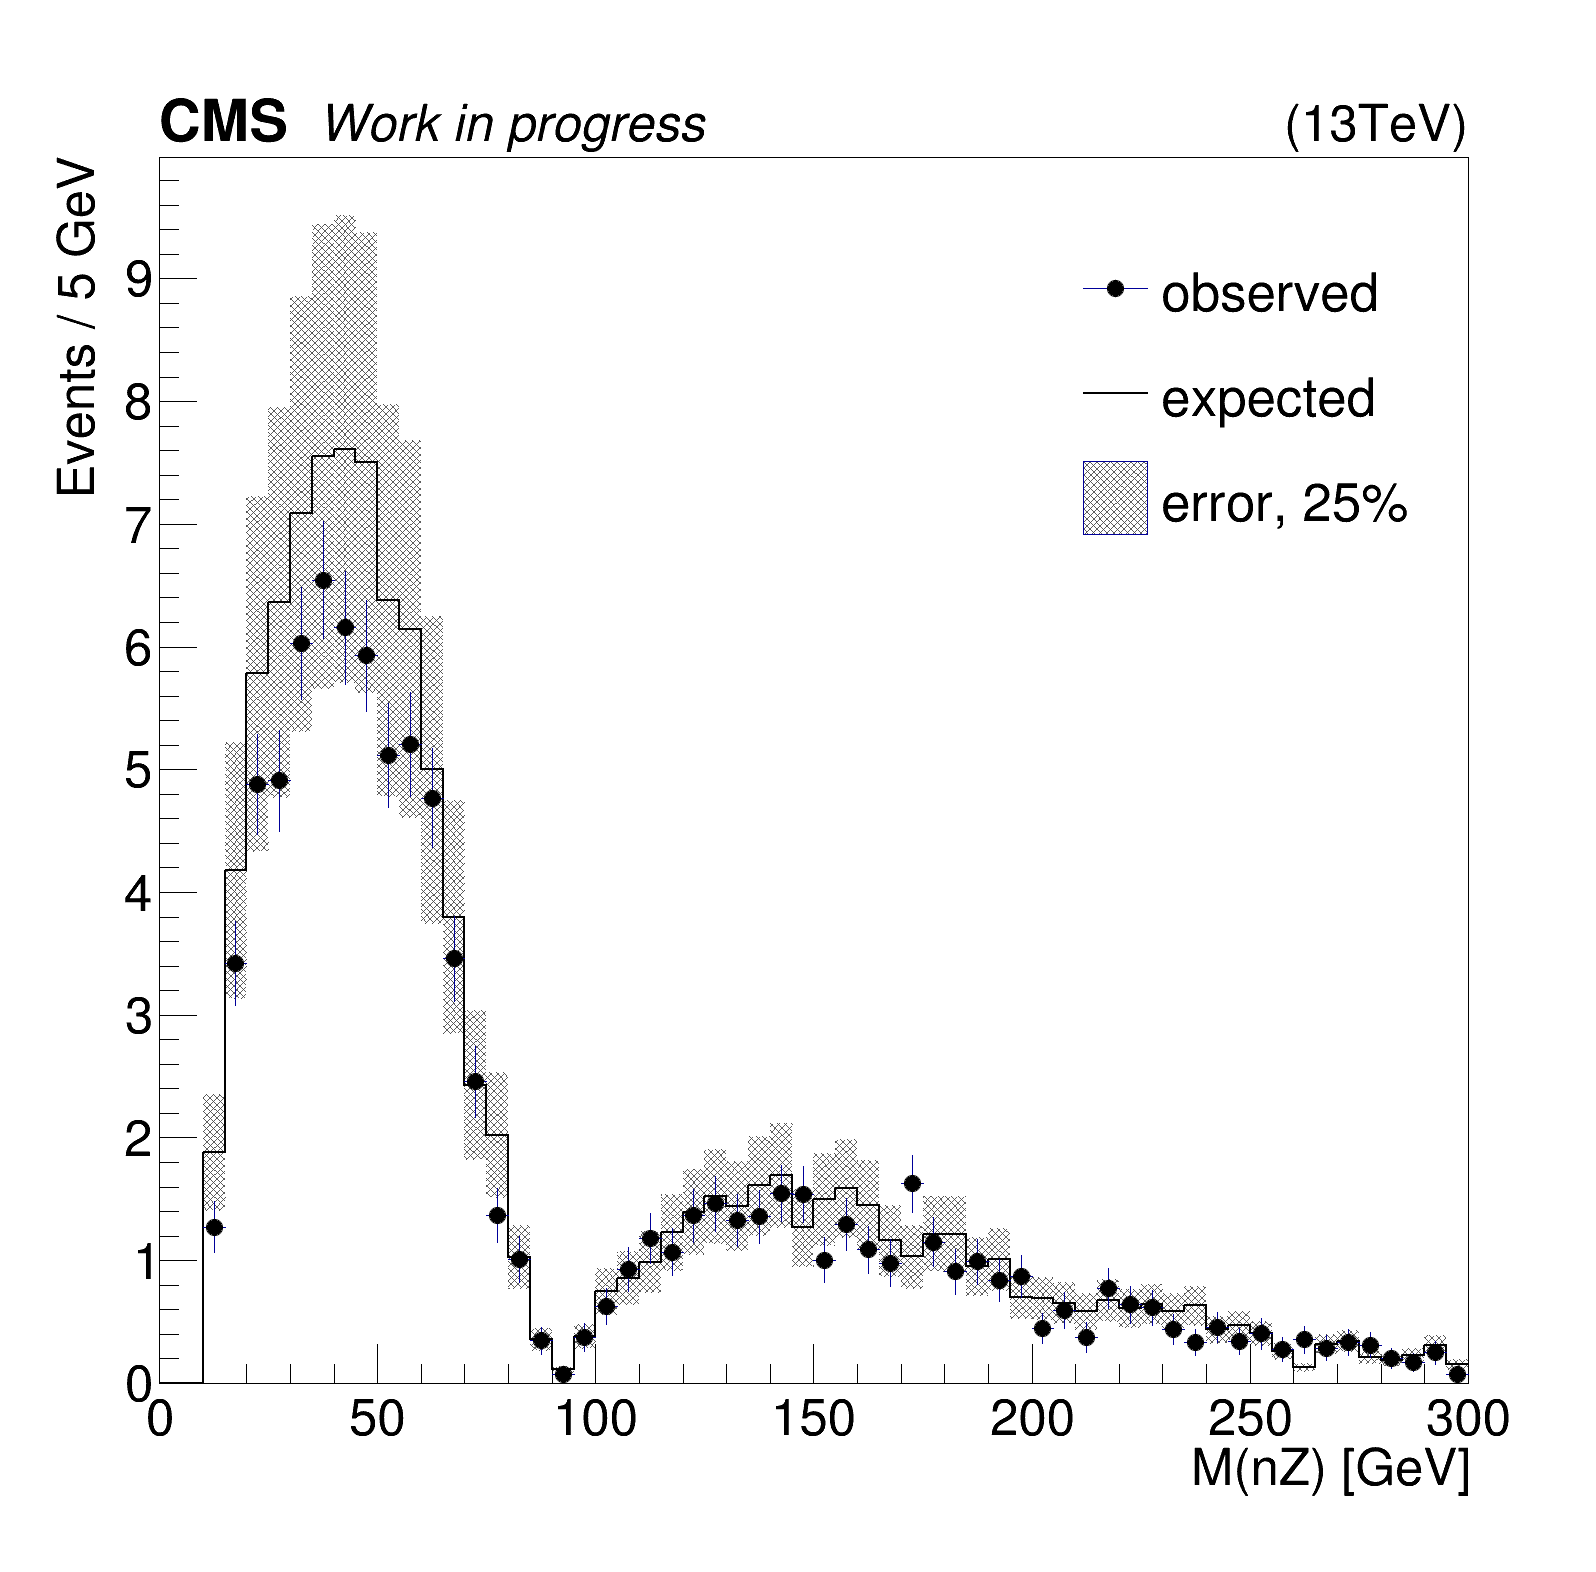 CMS Work in progress (13TeV)
Events / 5 GeV
9
8
7
6
5
4
3
2
1
0
observed
expected
error, 25%
0 50 100 150 200 250 300
M(nZ) [GeV]